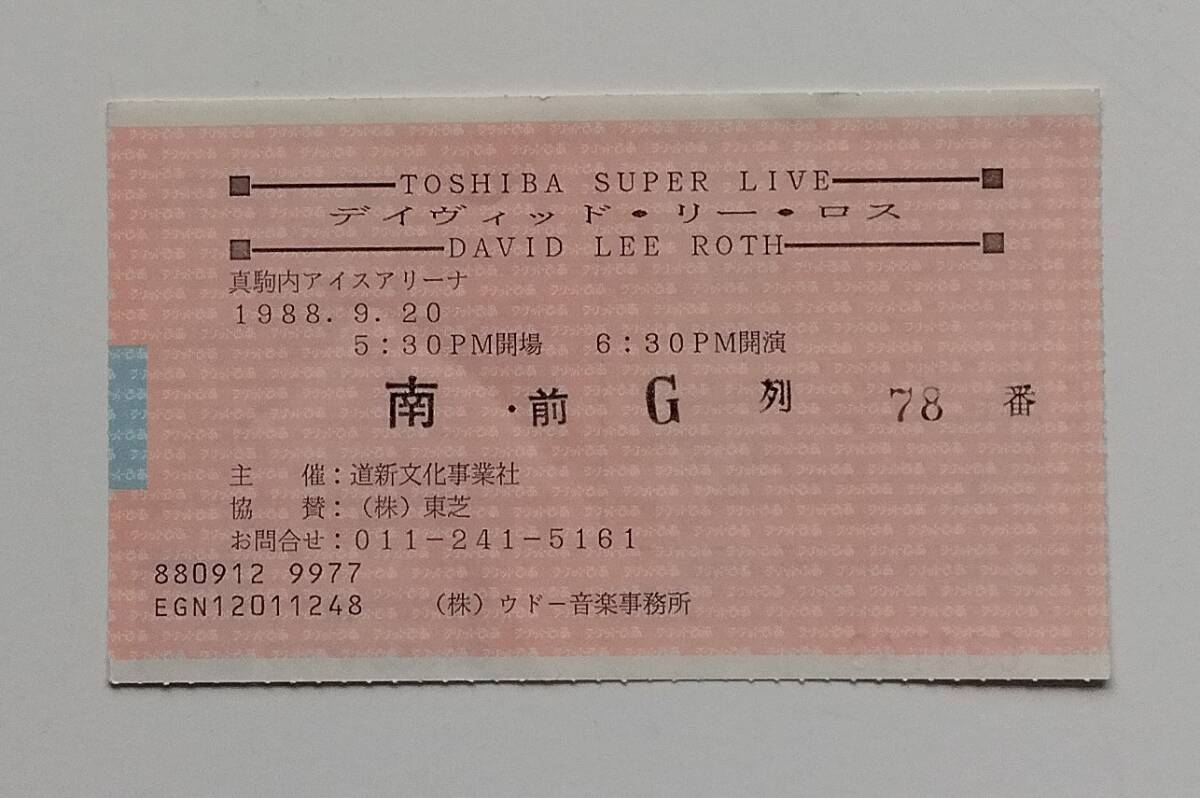 TOSHIBA SUPER LIVE
デイヴィッド・リー・ロス
DAVID LEE ROTH
真駒内アイスアリーナ
1988. 9. 20
5:30PM開場 6:30PM開演
南 ・前 G 列 78 番
主 催:道新文化事業社
協 賛:(株)東芝
お問合せ:011-241-5161
880912 9977
EGN12011248 (株)ウドー音楽事務所